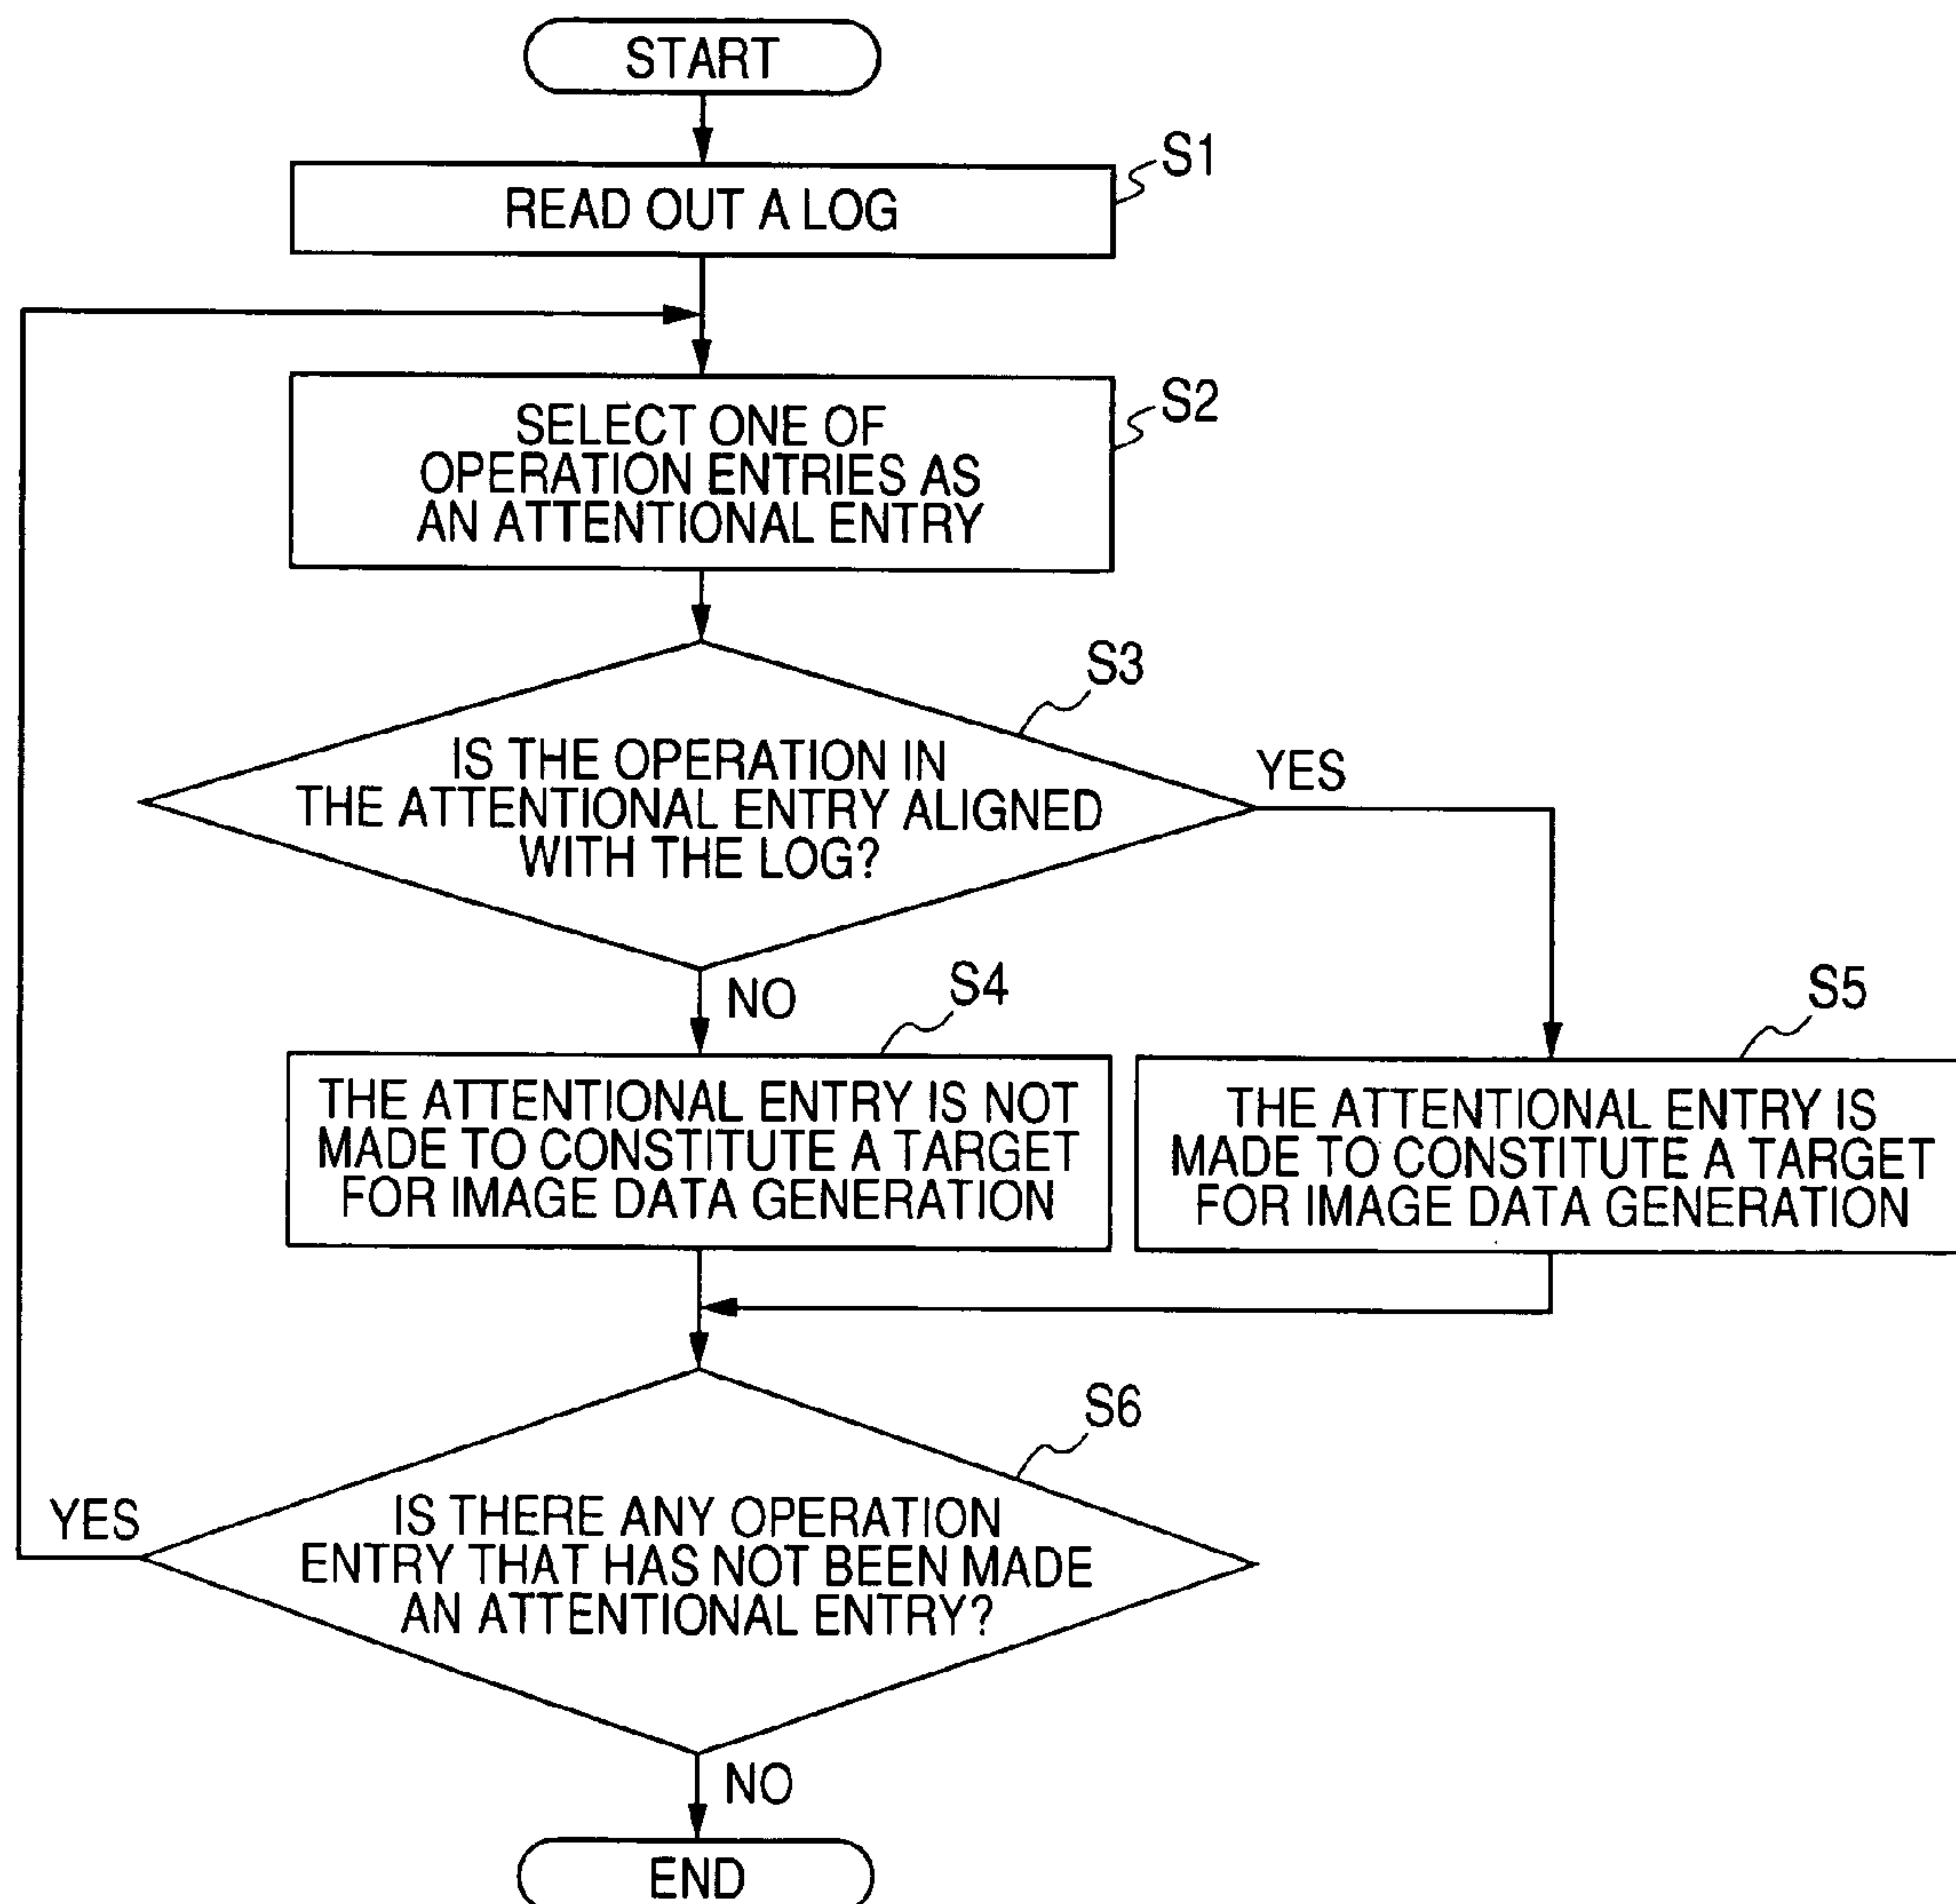 START
S1
READ OUT A LOG
S2
SELECT ONE OF
OPERATION ENTRIES AS
AN ATTENTIONAL ENTRY
S3
IS THE OPERATION IN
THE ATTENTIONAL ENTRY ALIGNED
WITH THE LOG?
YES
NO
S4
THE ATTENTIONAL ENTRY IS NOT
MADE TO CONSTITUTE A TARGET
FOR IMAGE DATA GENERATION
S5
THE ATTENTIONAL ENTRY IS
MADE TO CONSTITUTE A TARGET
FOR IMAGE DATA GENERATION
S6
IS THERE ANY OPERATION
ENTRY THAT HAS NOT BEEN MADE
AN ATTENTIONAL ENTRY?
YES
NO
END